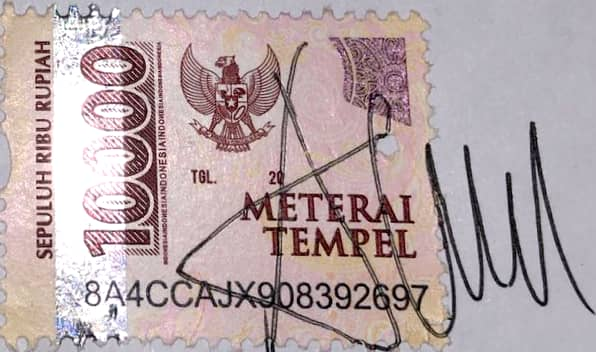 SEPULUH RIBU RUPIAH
10000
TGL. 20
METERAI
TEMPEL
8A4CCAJX908392697